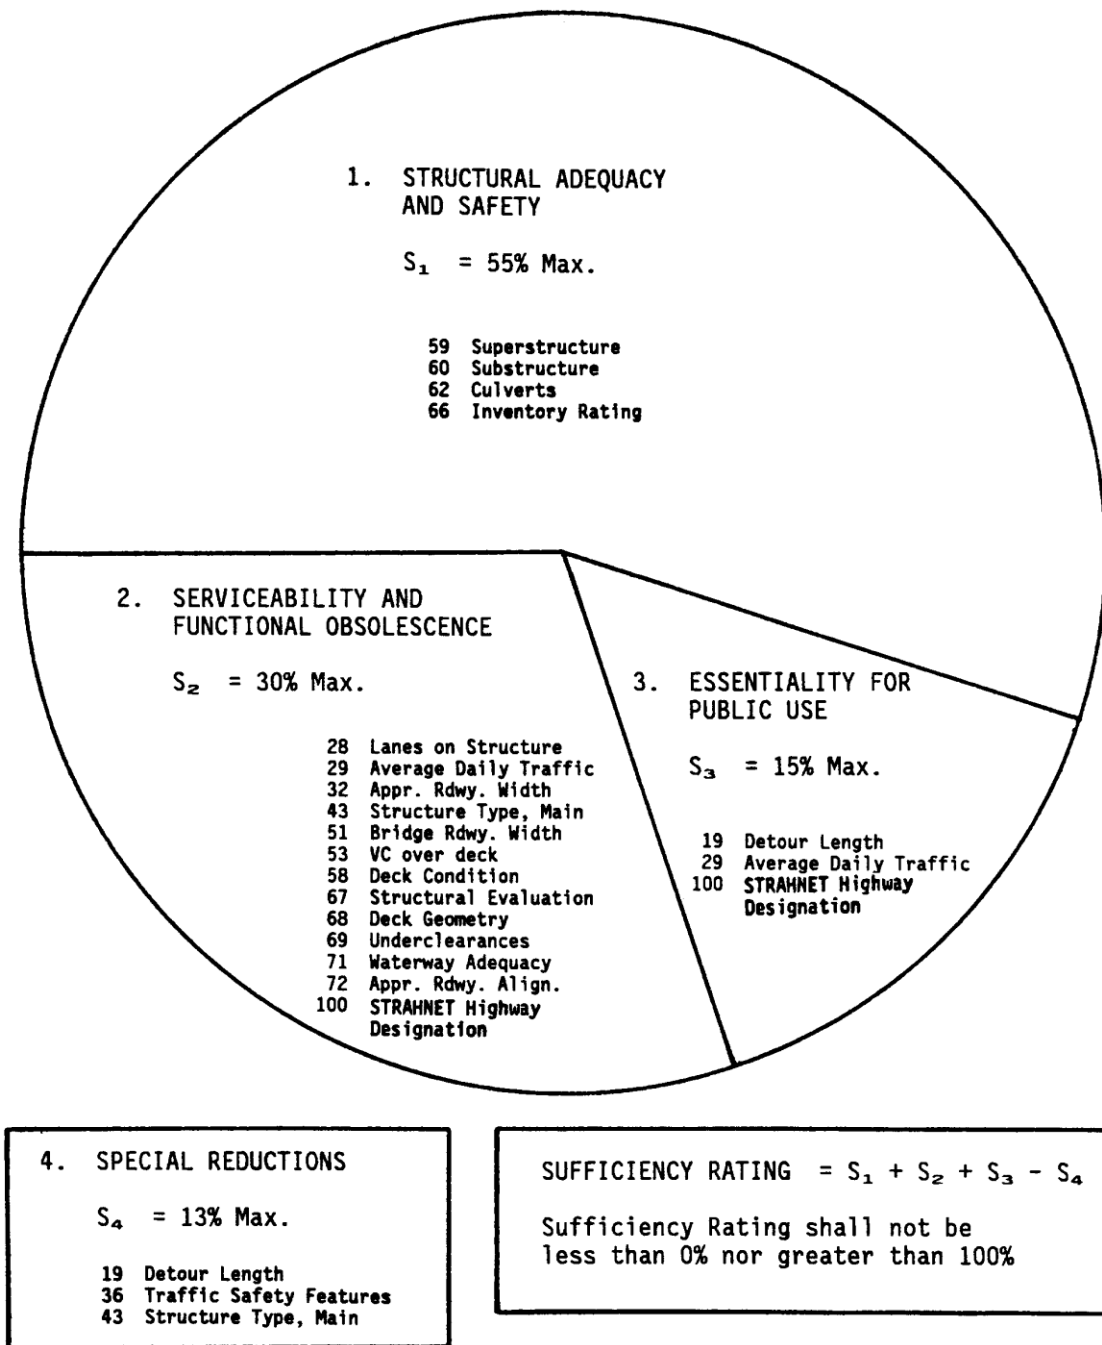 1. STRUCTURAL ADEQUACY
AND SAFETY
S₁ = 55% Max.
59 Superstructure
60 Substructure
62 Culverts
66 Inventory Rating
2. SERVICEABILITY AND
FUNCTIONAL OBSOLESCENCE
S₂ = 30% Max.
28 Lanes on Structure
29 Average Daily Traffic
32 Appr. Rdwy. Width
43 Structure Type, Main
51 Bridge Rdwy. Width
53 VC over deck
58 Deck Condition
67 Structural Evaluation
68 Deck Geometry
69 Underclearances
71 Waterway Adequacy
72 Appr. Rdwy. Align.
100 STRAHNET Highway
Designation
3. ESSENTIALITY FOR
PUBLIC USE
S₃ = 15% Max.
19 Detour Length
29 Average Daily Traffic
100 STRAHNET Highway
Designation
4. SPECIAL REDUCTIONS
S₄ = 13% Max.
19 Detour Length
36 Traffic Safety Features
43 Structure Type, Main
SUFFICIENCY RATING = S₁ + S₂ + S₃ - S₄
Sufficiency Rating shall not be
less than 0% nor greater than 100%